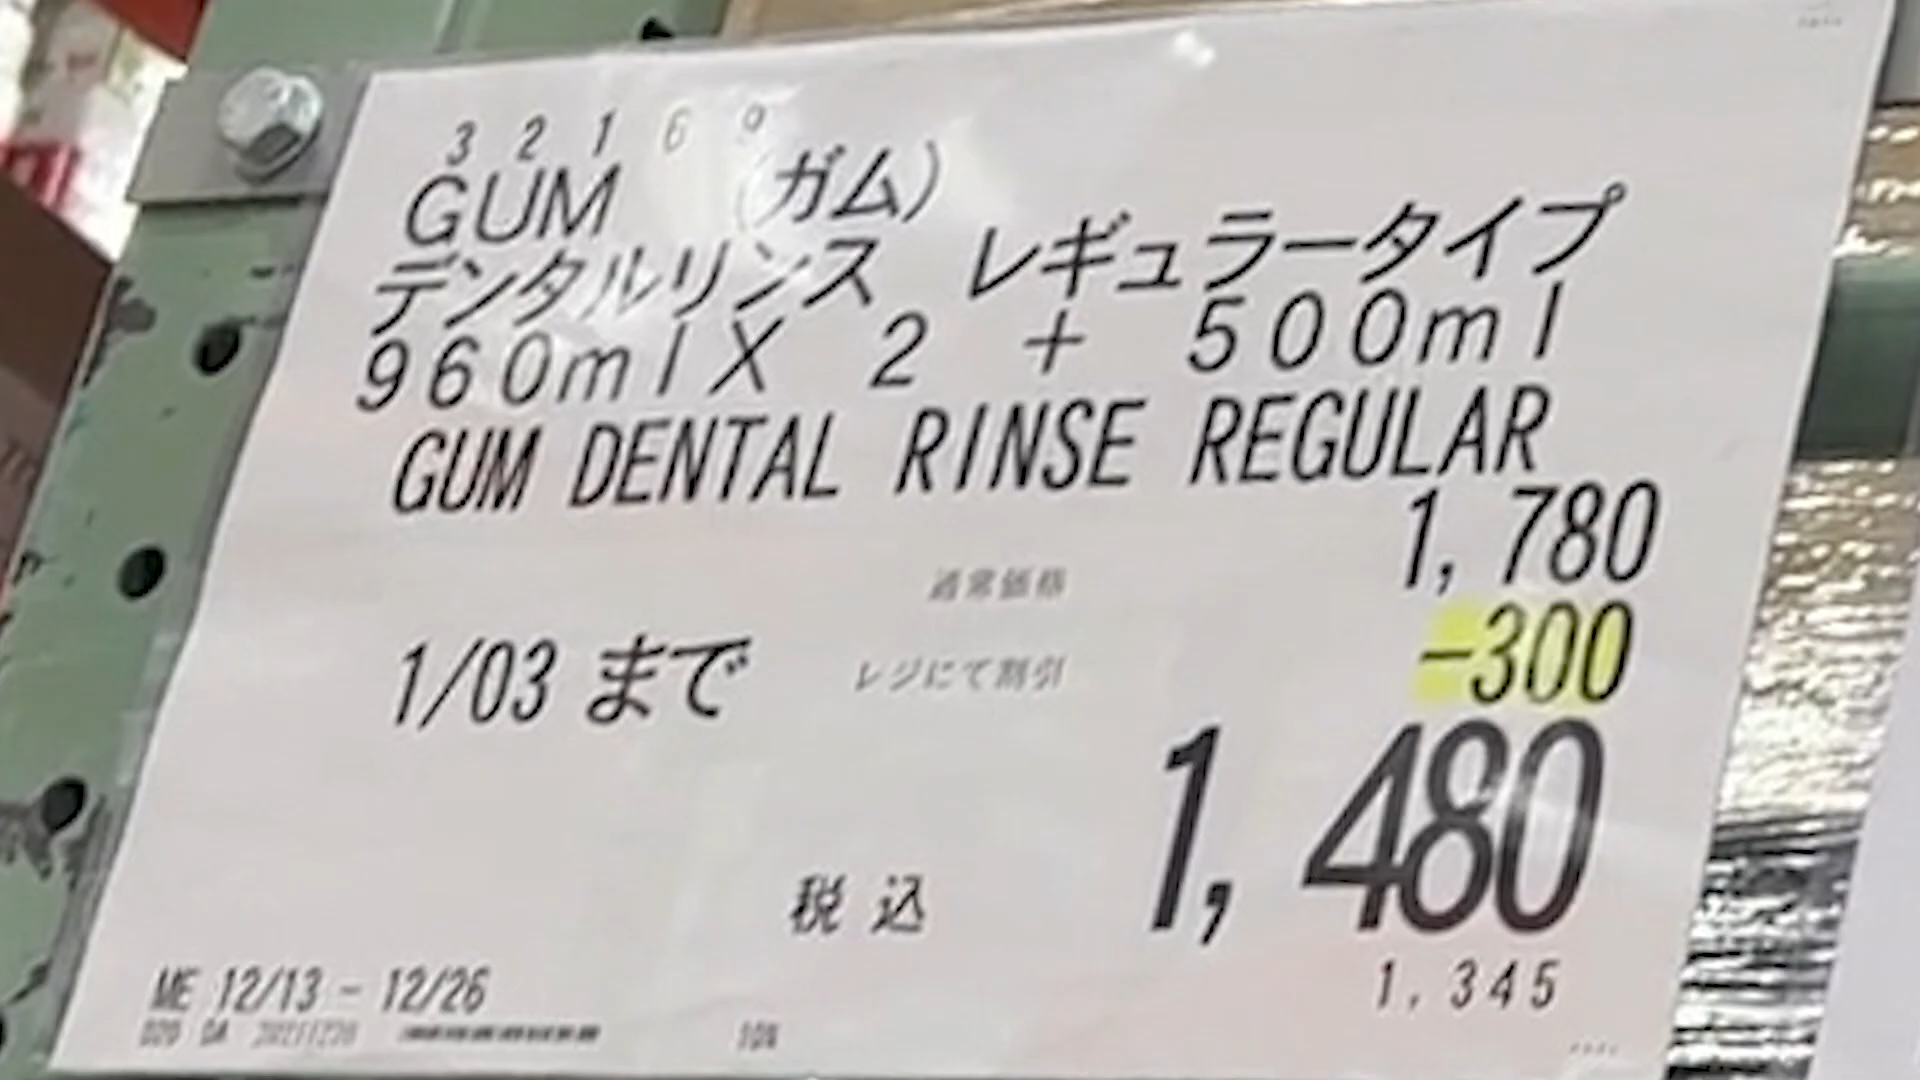 32169
GUM (ガム)
デンタルリンス レギュラータイプ
960mlX 2 + 500ml
GUM DENTAL RINSE REGULAR
1,780
通常価格
-300
1/03 まで レジにて割引
1,480
税込
1,345
ME 12/13 - 12/26